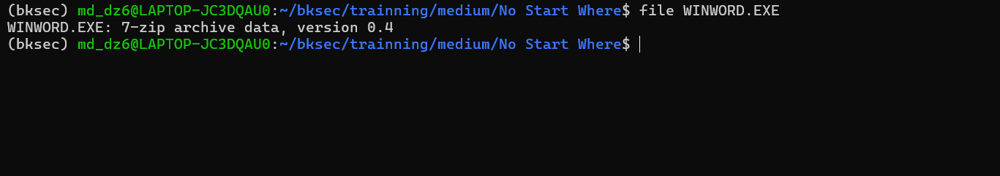 (bksec) md_dz6@LAPTOP-JC3DQAU0:~/bksec/trainning/medium/No Start Where$ file WINWORD.EXE
WINWORD.EXE: 7-zip archive data, version 0.4
(bksec) md_dz6@LAPTOP-JC3DQAU0:~/bksec/trainning/medium/No Start Where$